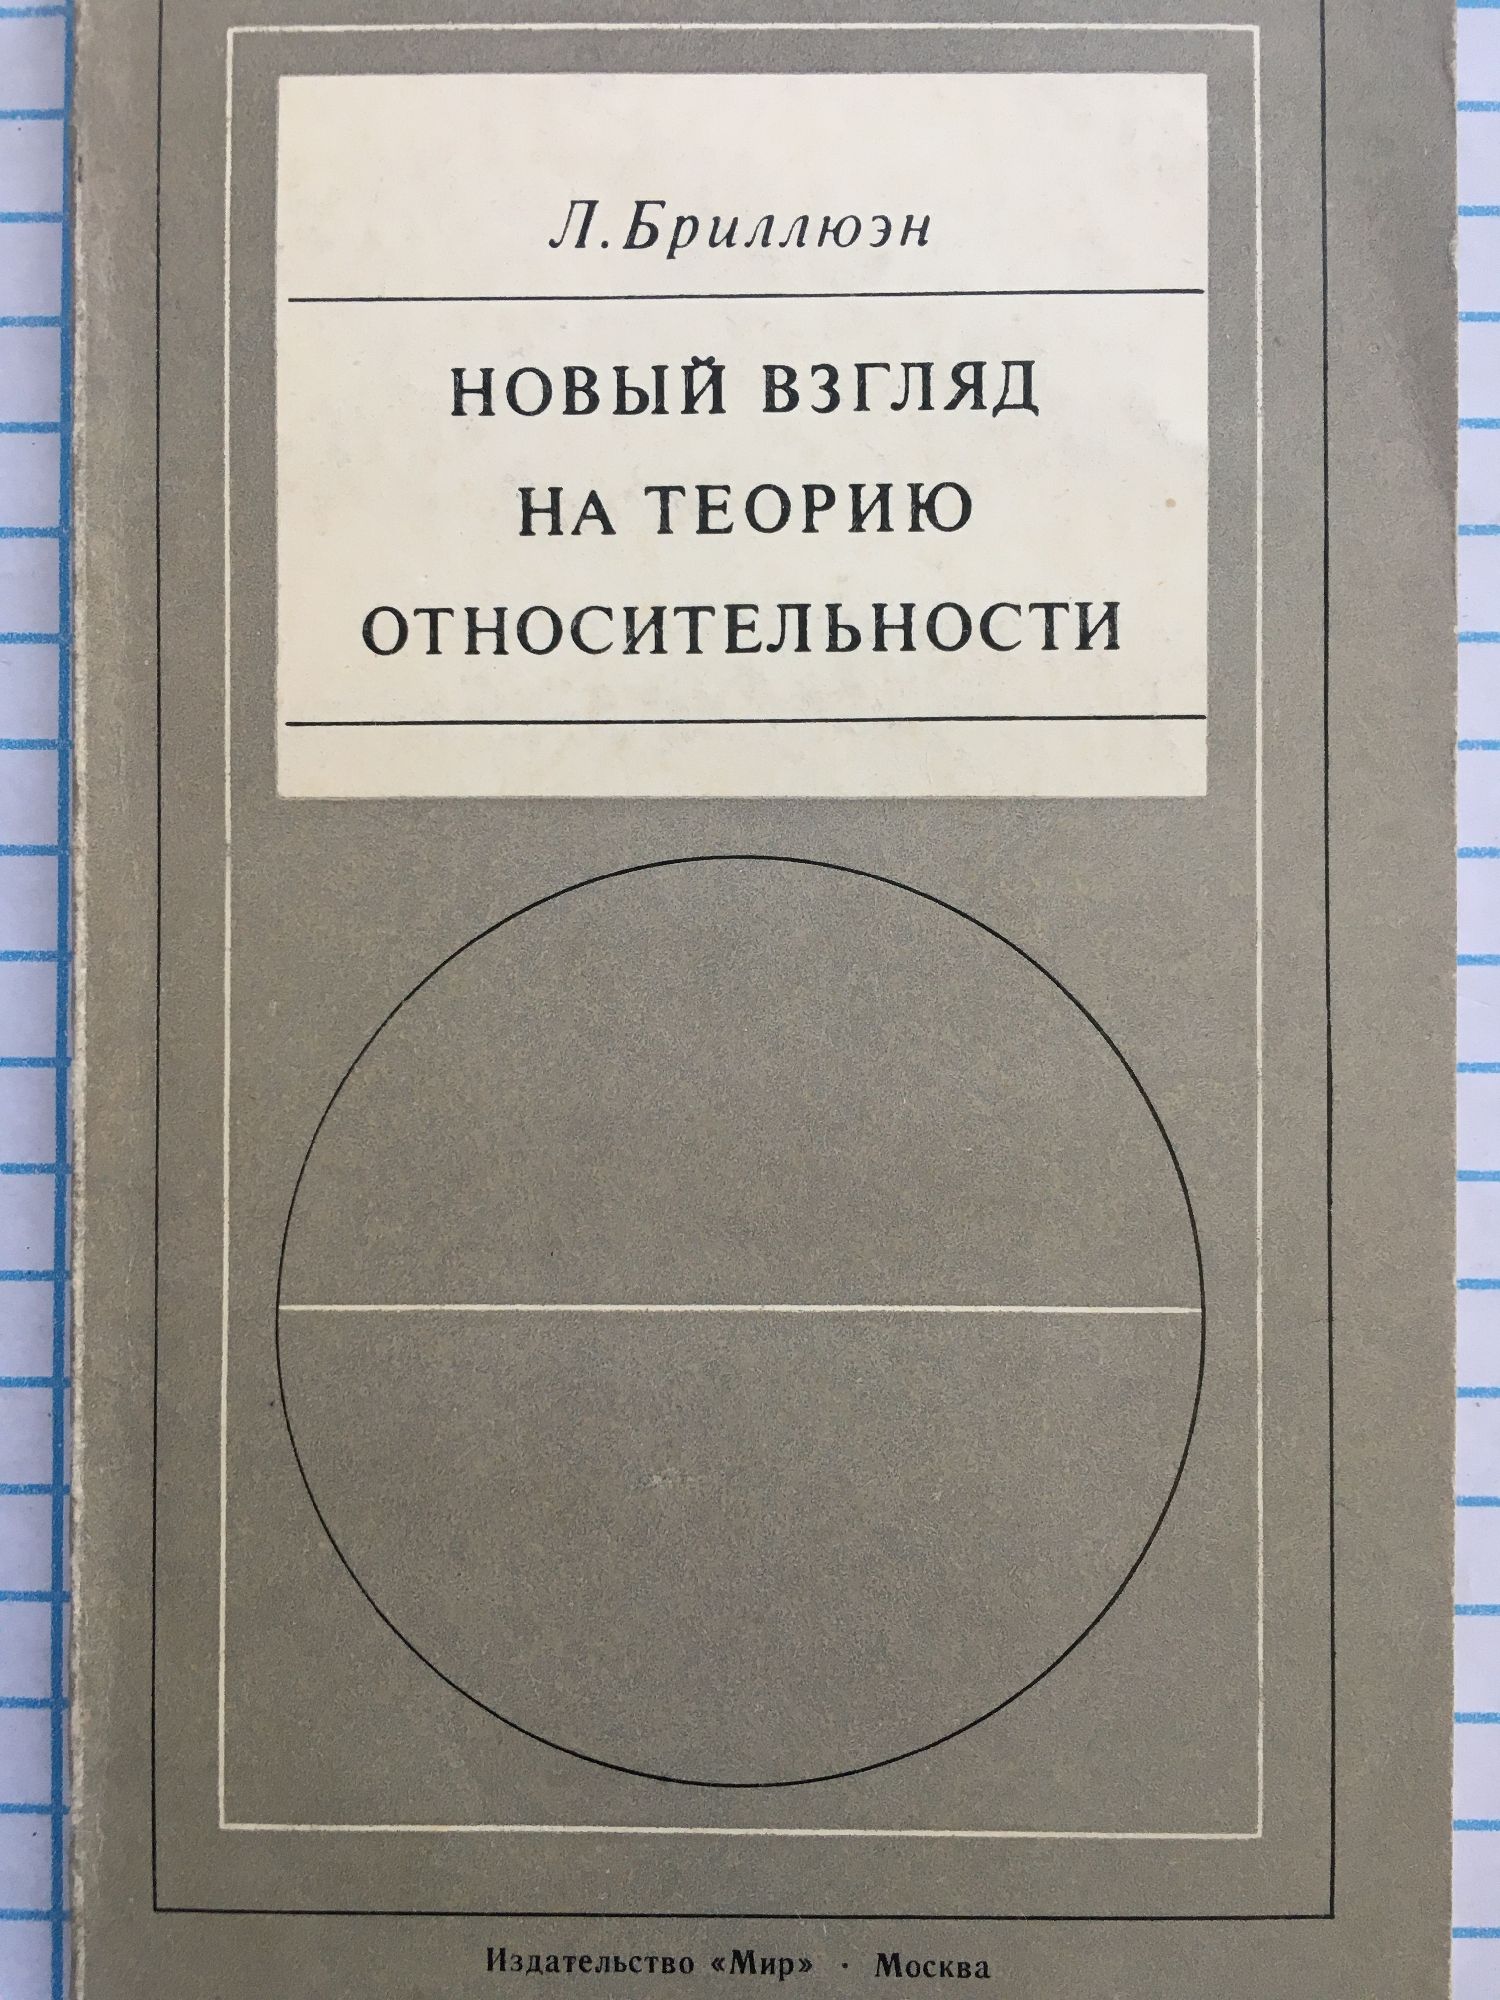 Л. Бриллюэн
НОВЫЙ ВЗГЛЯД
НА ТЕОРИЮ
ОТНОСИТЕЛЬНОСТИ
Издательство «Мир» · Москва